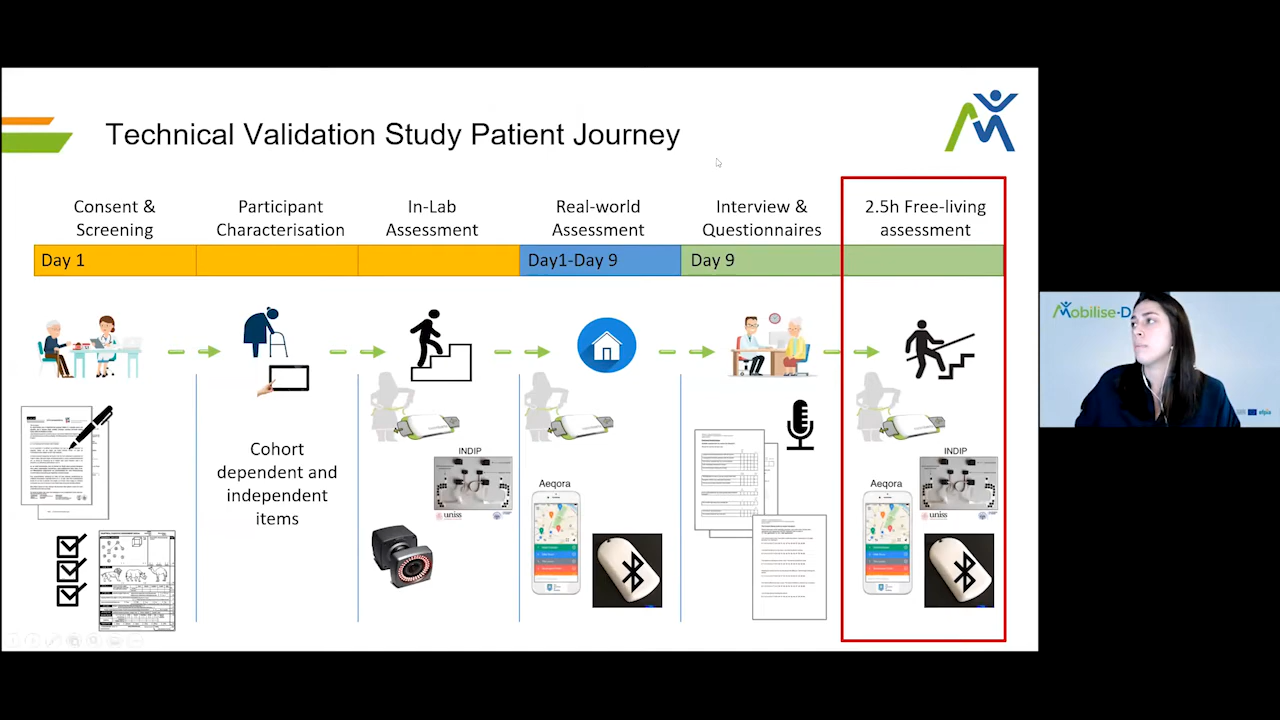 Technical Validation Study Patient Journey
Consent &
Screening
Participant
Characterisation
In-Lab
Assessment
Real-world
Assessment
Interview &
Questionnaires
2.5h Free-living
assessment
Day 1
Day1-Day 9
Day 9
Cohort
dependent and
independent
items
INDIP
uniss
Aeqora
INDIP
uniss
Aeqora
Mobilise-D
efpia